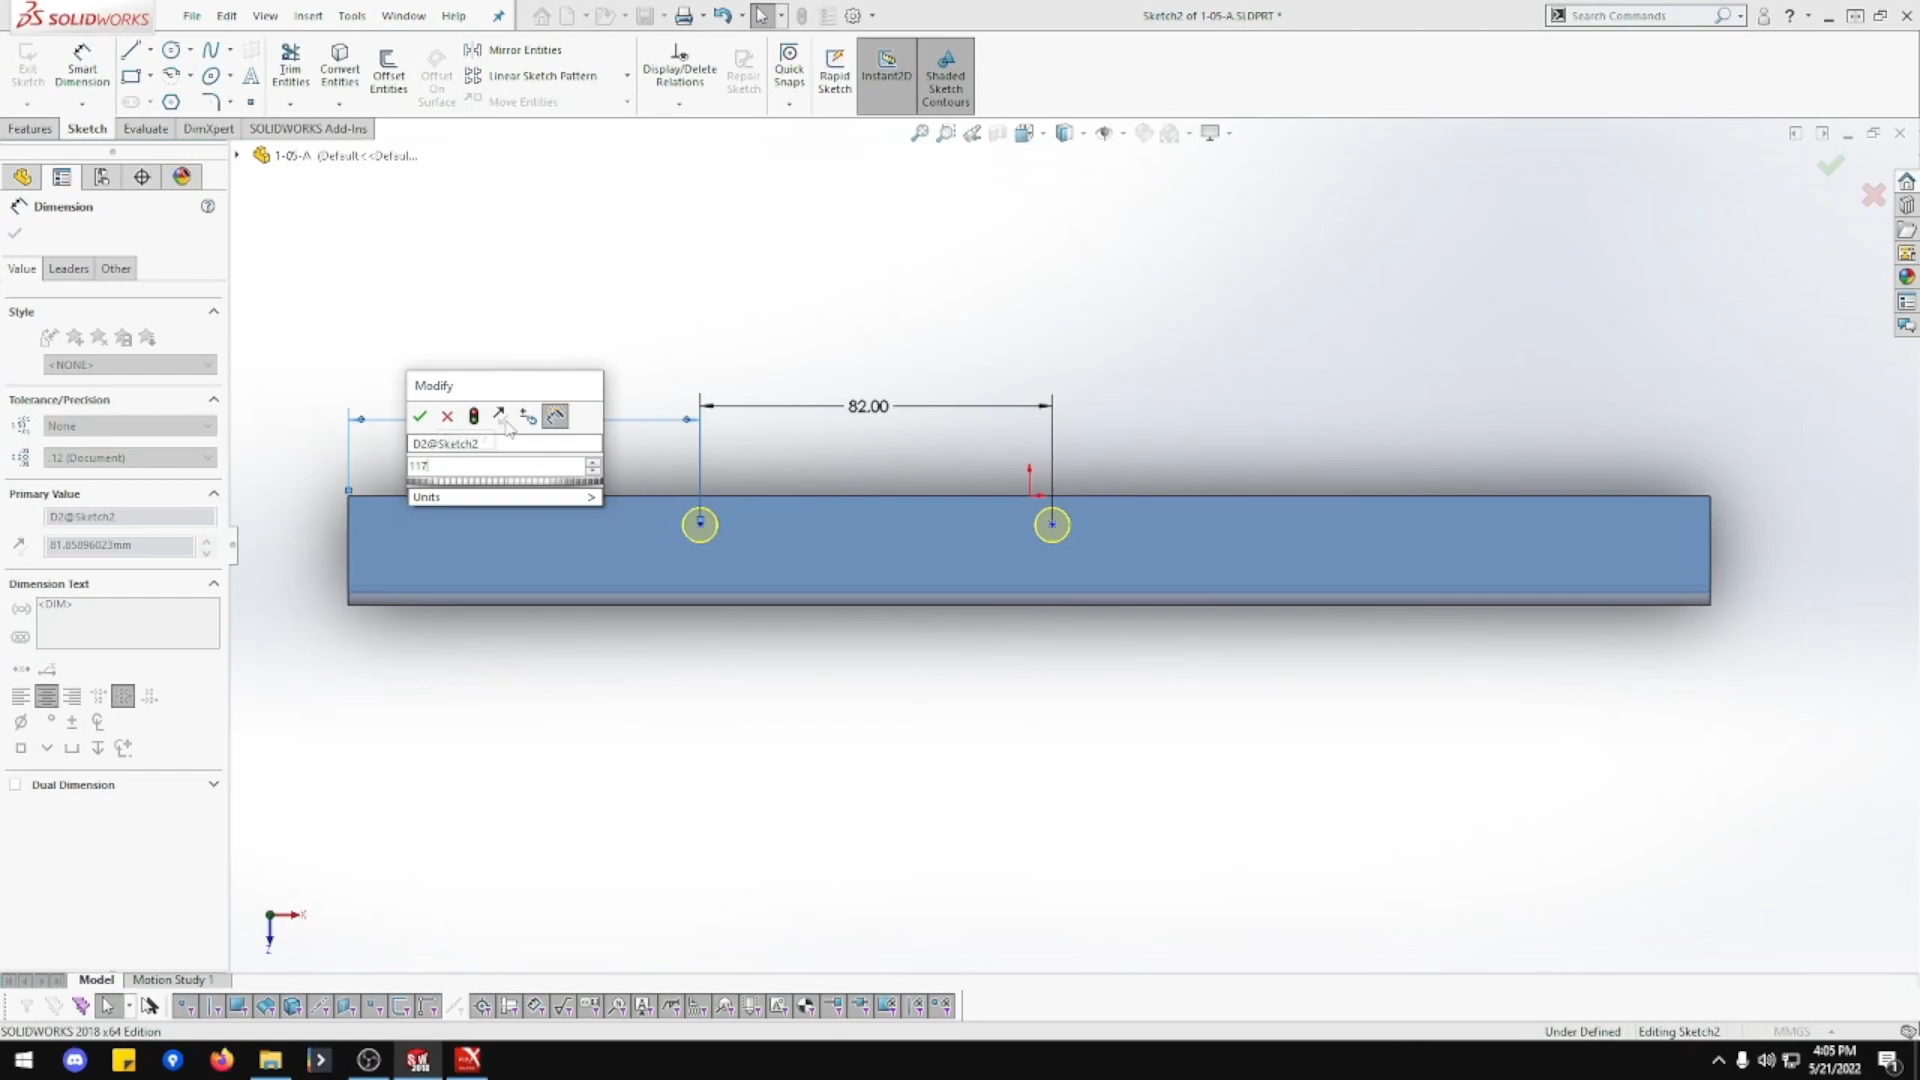 SOLIDWORKS
File Edit View Insert Tools Window Help
Sketch2 of 1-05-A.SLDPRT *
Search Commands
Exit Sketch
Smart Dimension
Trim Entities
Convert Entities
Offset Entities
Offset On Surface
Mirror Entities
Linear Sketch Pattern
Move Entities
Display/Delete Relations
Repair Sketch
Quick Snaps
Rapid Sketch
Instant2D
Shaded Sketch Contours
Features Sketch Evaluate DimXpert SOLIDWORKS Add-Ins
1-05-A (Default<<Defaul...
Dimension
Value Leaders Other
Style
<NONE>
Tolerance/Precision
None
.12 (Document)
Primary Value
D2@Sketch2
81.85896023mm
Dimension Text
<DIM>
Dual Dimension
Modify
D2@Sketch2
117
Units >
82.00
Model Motion Study 1
SOLIDWORKS 2018 x64 Edition
Under Defined Editing Sketch2 MMGS
4:05 PM
5/21/2022